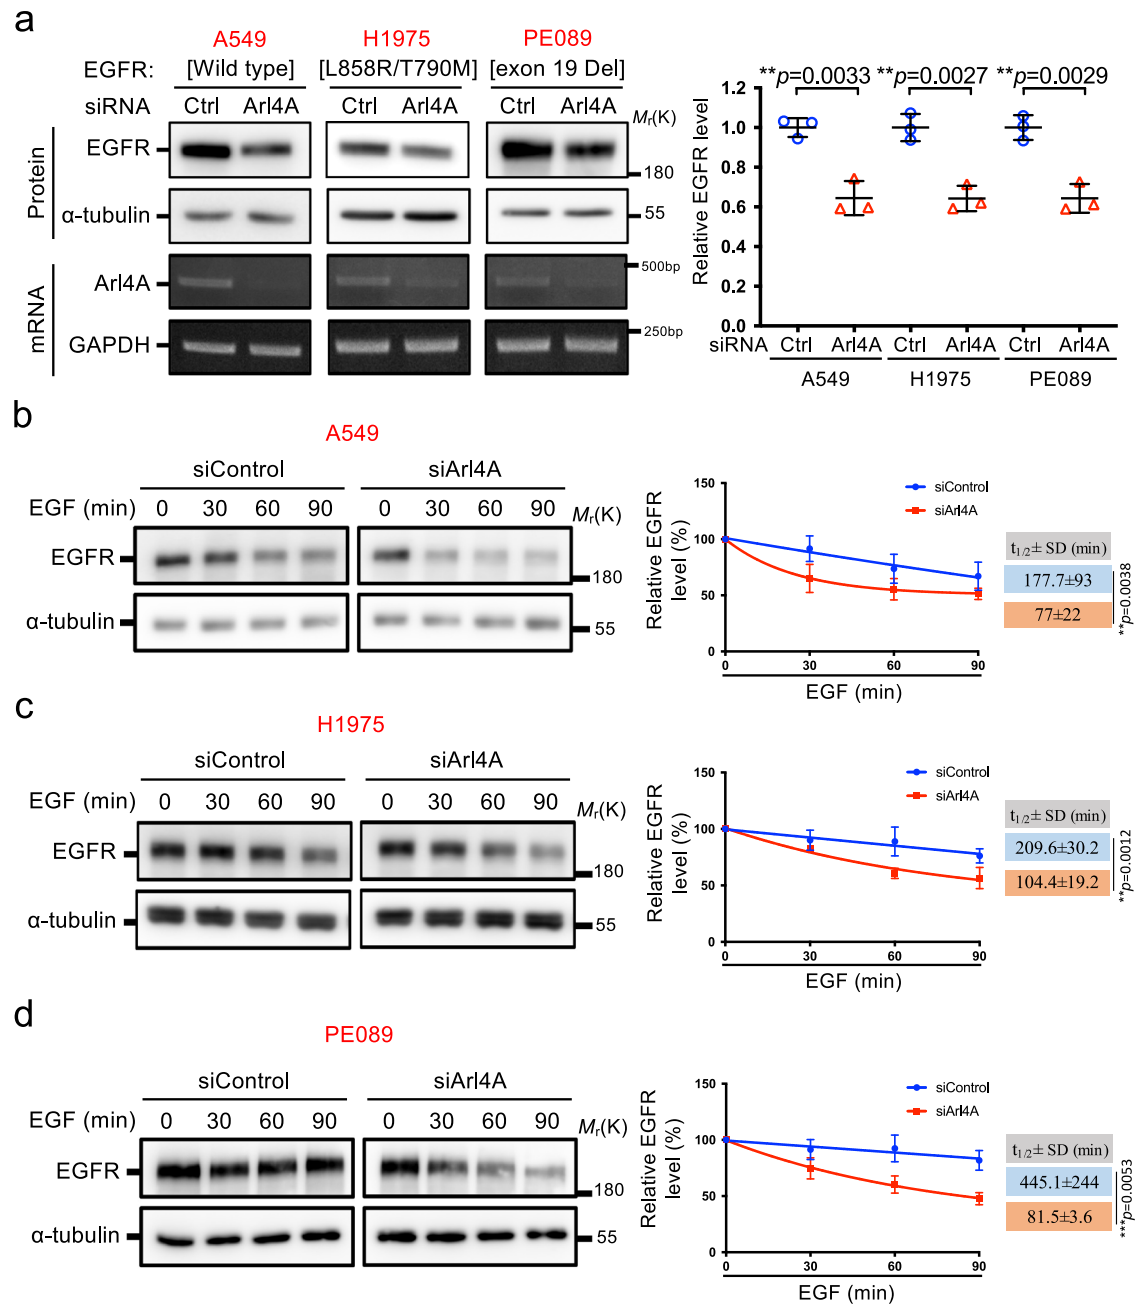 a
A549 H1975 PE089
EGFR: [Wild type] [L858R/T790M] [exon 19 Del]
siRNA Ctrl Arl4A Ctrl Arl4A Ctrl Arl4A Mr(K)
Protein
EGFR
180
α-tubulin
55
mRNA
Arl4A
500bp
GAPDH
250bp
**p=0.0033 **p=0.0027 **p=0.0029
Relative EGFR level
1.2
1.0
0.8
0.6
0.4
0.2
0.0
siRNA Ctrl Arl4A Ctrl Arl4A Ctrl Arl4A
A549 H1975 PE089
b
A549
siControl siArl4A
EGF (min) 0 30 60 90 0 30 60 90 Mr(K)
EGFR
180
α-tubulin
55
Relative EGFR
level (%)
150
100
50
0
0 30 60 90
EGF (min)
siControl
siArl4A
t1/2± SD (min)
177.7±93
77±22
**p=0.0038
c
H1975
siControl siArl4A
EGF (min) 0 30 60 90 0 30 60 90 Mr(K)
EGFR
180
α-tubulin
55
Relative EGFR
level (%)
150
100
50
0
0 30 60 90
EGF (min)
siControl
siArl4A
t1/2± SD (min)
209.6±30.2
104.4±19.2
**p=0.0012
d
PE089
siControl siArl4A
EGF (min) 0 30 60 90 0 30 60 90 Mr(K)
EGFR
180
α-tubulin
55
Relative EGFR
level (%)
150
100
50
0
0 30 60 90
EGF (min)
siControl
siArl4A
t1/2± SD (min)
445.1±244
81.5±3.6
***p=0.0053